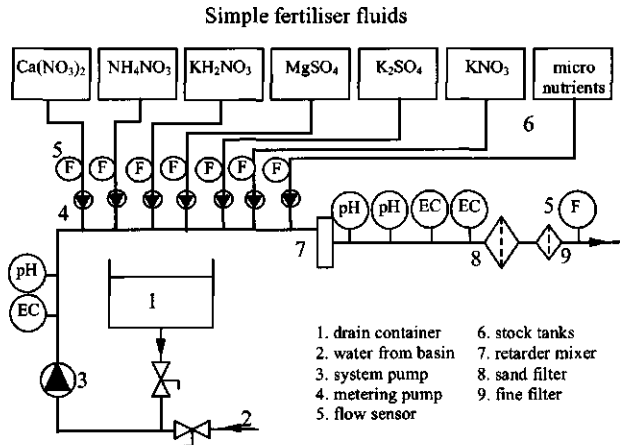 Simple fertiliser fluids
Ca(NO3)2 NH4NO3 KH2NO3 MgSO4 K2SO4 KNO3 micro nutrients
5 6
F F F F F F F
4
pH pH EC EC 5 F
7 8 9
pH
EC
1
3
2
1. drain container
2. water from basin
3. system pump
4. metering pump
5. flow sensor
6. stock tanks
7. retarder mixer
8. sand filter
9. fine filter